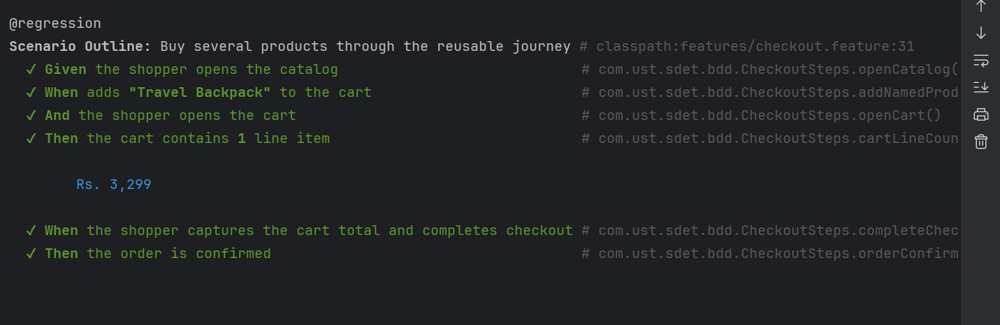 @regression
Scenario Outline: Buy several products through the reusable journey # classpath:features/checkout.feature:31
✓ Given the shopper opens the catalog # com.ust.sdet.bdd.CheckoutSteps.openCatalog(
✓ When adds "Travel Backpack" to the cart # com.ust.sdet.bdd.CheckoutSteps.addNamedProd
✓ And the shopper opens the cart # com.ust.sdet.bdd.CheckoutSteps.openCart()
✓ Then the cart contains 1 line item # com.ust.sdet.bdd.CheckoutSteps.cartLineCoun
Rs. 3,299
✓ When the shopper captures the cart total and completes checkout # com.ust.sdet.bdd.CheckoutSteps.completeChec
✓ Then the order is confirmed # com.ust.sdet.bdd.CheckoutSteps.orderConfirm